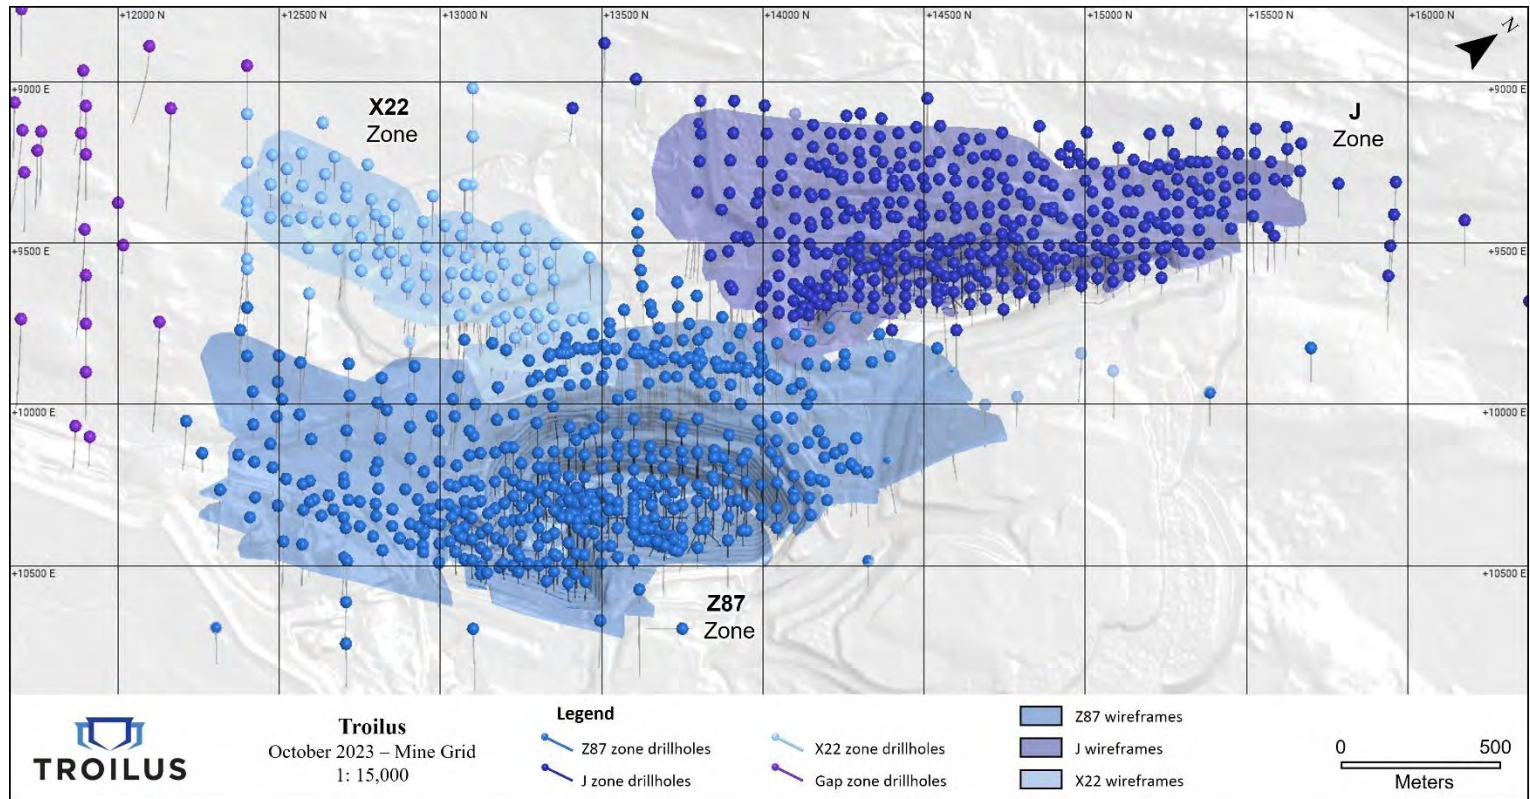 +12000 N
+12500 N
+13000 N
+13500 N
+14000 N
+14500 N
+15000 N
+15500 N
+16000 N
N
+9000 E
+9000 E
X22
Zone
J
Zone
+9500 E
+9500 E
+10000 E
+10000 E
+10500 E
+10500 E
Z87
Zone
TROILUS
Troilus
October 2023 – Mine Grid
1: 15,000
Legend
Z87 zone drillholes
J zone drillholes
X22 zone drillholes
Gap zone drillholes
Z87 wireframes
J wireframes
X22 wireframes
0 500
Meters